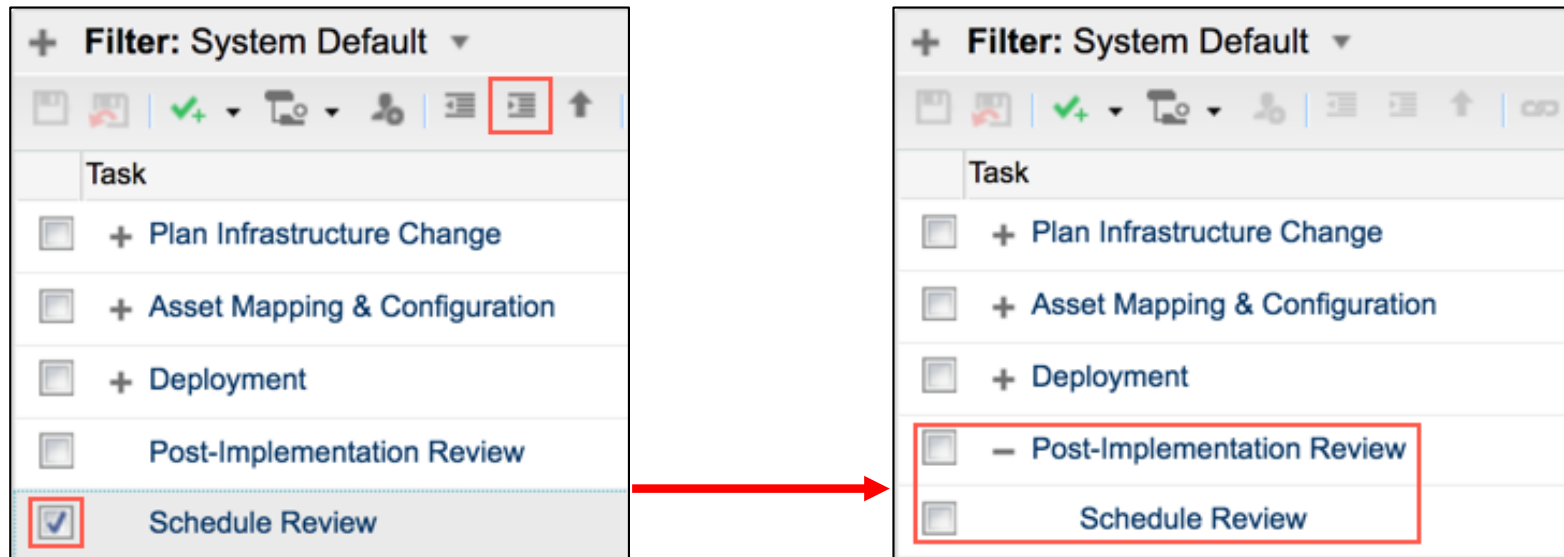 Filter: System Default
Task
Plan Infrastructure Change
Asset Mapping & Configuration
Deployment
Post-Implementation Review
Schedule Review
Filter: System Default
Task
Plan Infrastructure Change
Asset Mapping & Configuration
Deployment
Post-Implementation Review
Schedule Review